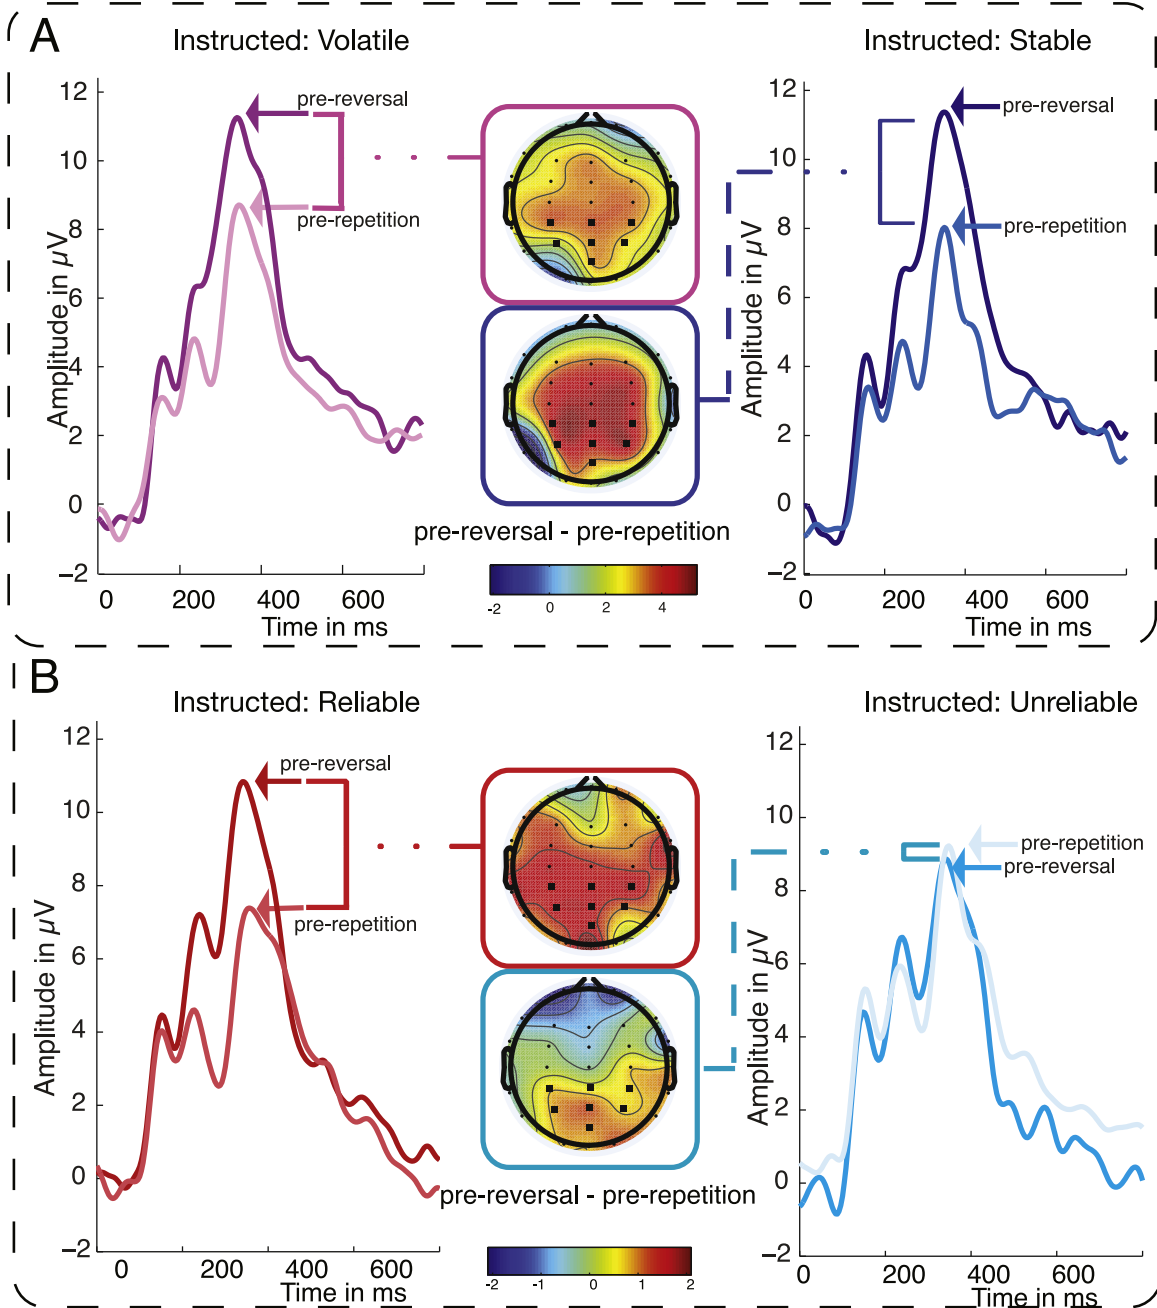 A
Instructed: Volatile
Instructed: Stable
12
10
8
6
4
2
0
−2
Amplitude in µV
pre-reversal
pre-repetition
200 400 600
Time in ms
pre-reversal - pre-repetition
-2 0 2 4
12
10
8
6
4
2
0
−2
Amplitude in µV
pre-reversal
pre-repetition
200 400 600
Time in ms
B
Instructed: Reliable
Instructed: Unreliable
12
10
8
6
4
2
0
−2
Amplitude in µV
pre-reversal
pre-repetition
0 200 400 600
Time in ms
pre-reversal - pre-repetition
-2 -1 0 1 2
12
10
8
6
4
2
0
−2
Amplitude in µV
pre-repetition
pre-reversal
0 200 400 600
Time in ms